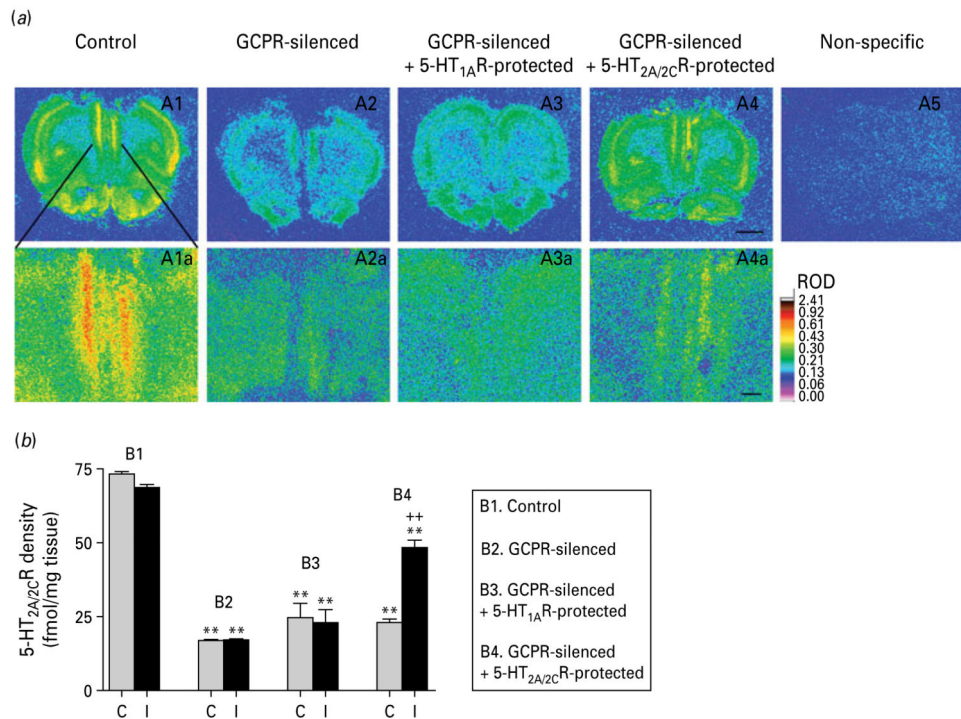 (a)
Control
GCPR-silenced
GCPR-silenced
+ 5-HT1AR-protected
GCPR-silenced
+ 5-HT2A/2CR-protected
Non-specific
A1
A2
A3
A4
A5
A1a
A2a
A3a
A4a
ROD
2.41
0.92
0.61
0.43
0.30
0.21
0.13
0.06
0.00
(b)
5-HT2A/2CR density
(fmol/mg tissue)
75
50
25
0
B1
B2
** **
B3
** **
B4
++
**
**
C I C I C I C I
B1. Control
B2. GCPR-silenced
B3. GCPR-silenced
+ 5-HT1AR-protected
B4. GCPR-silenced
+ 5-HT2A/2CR-protected